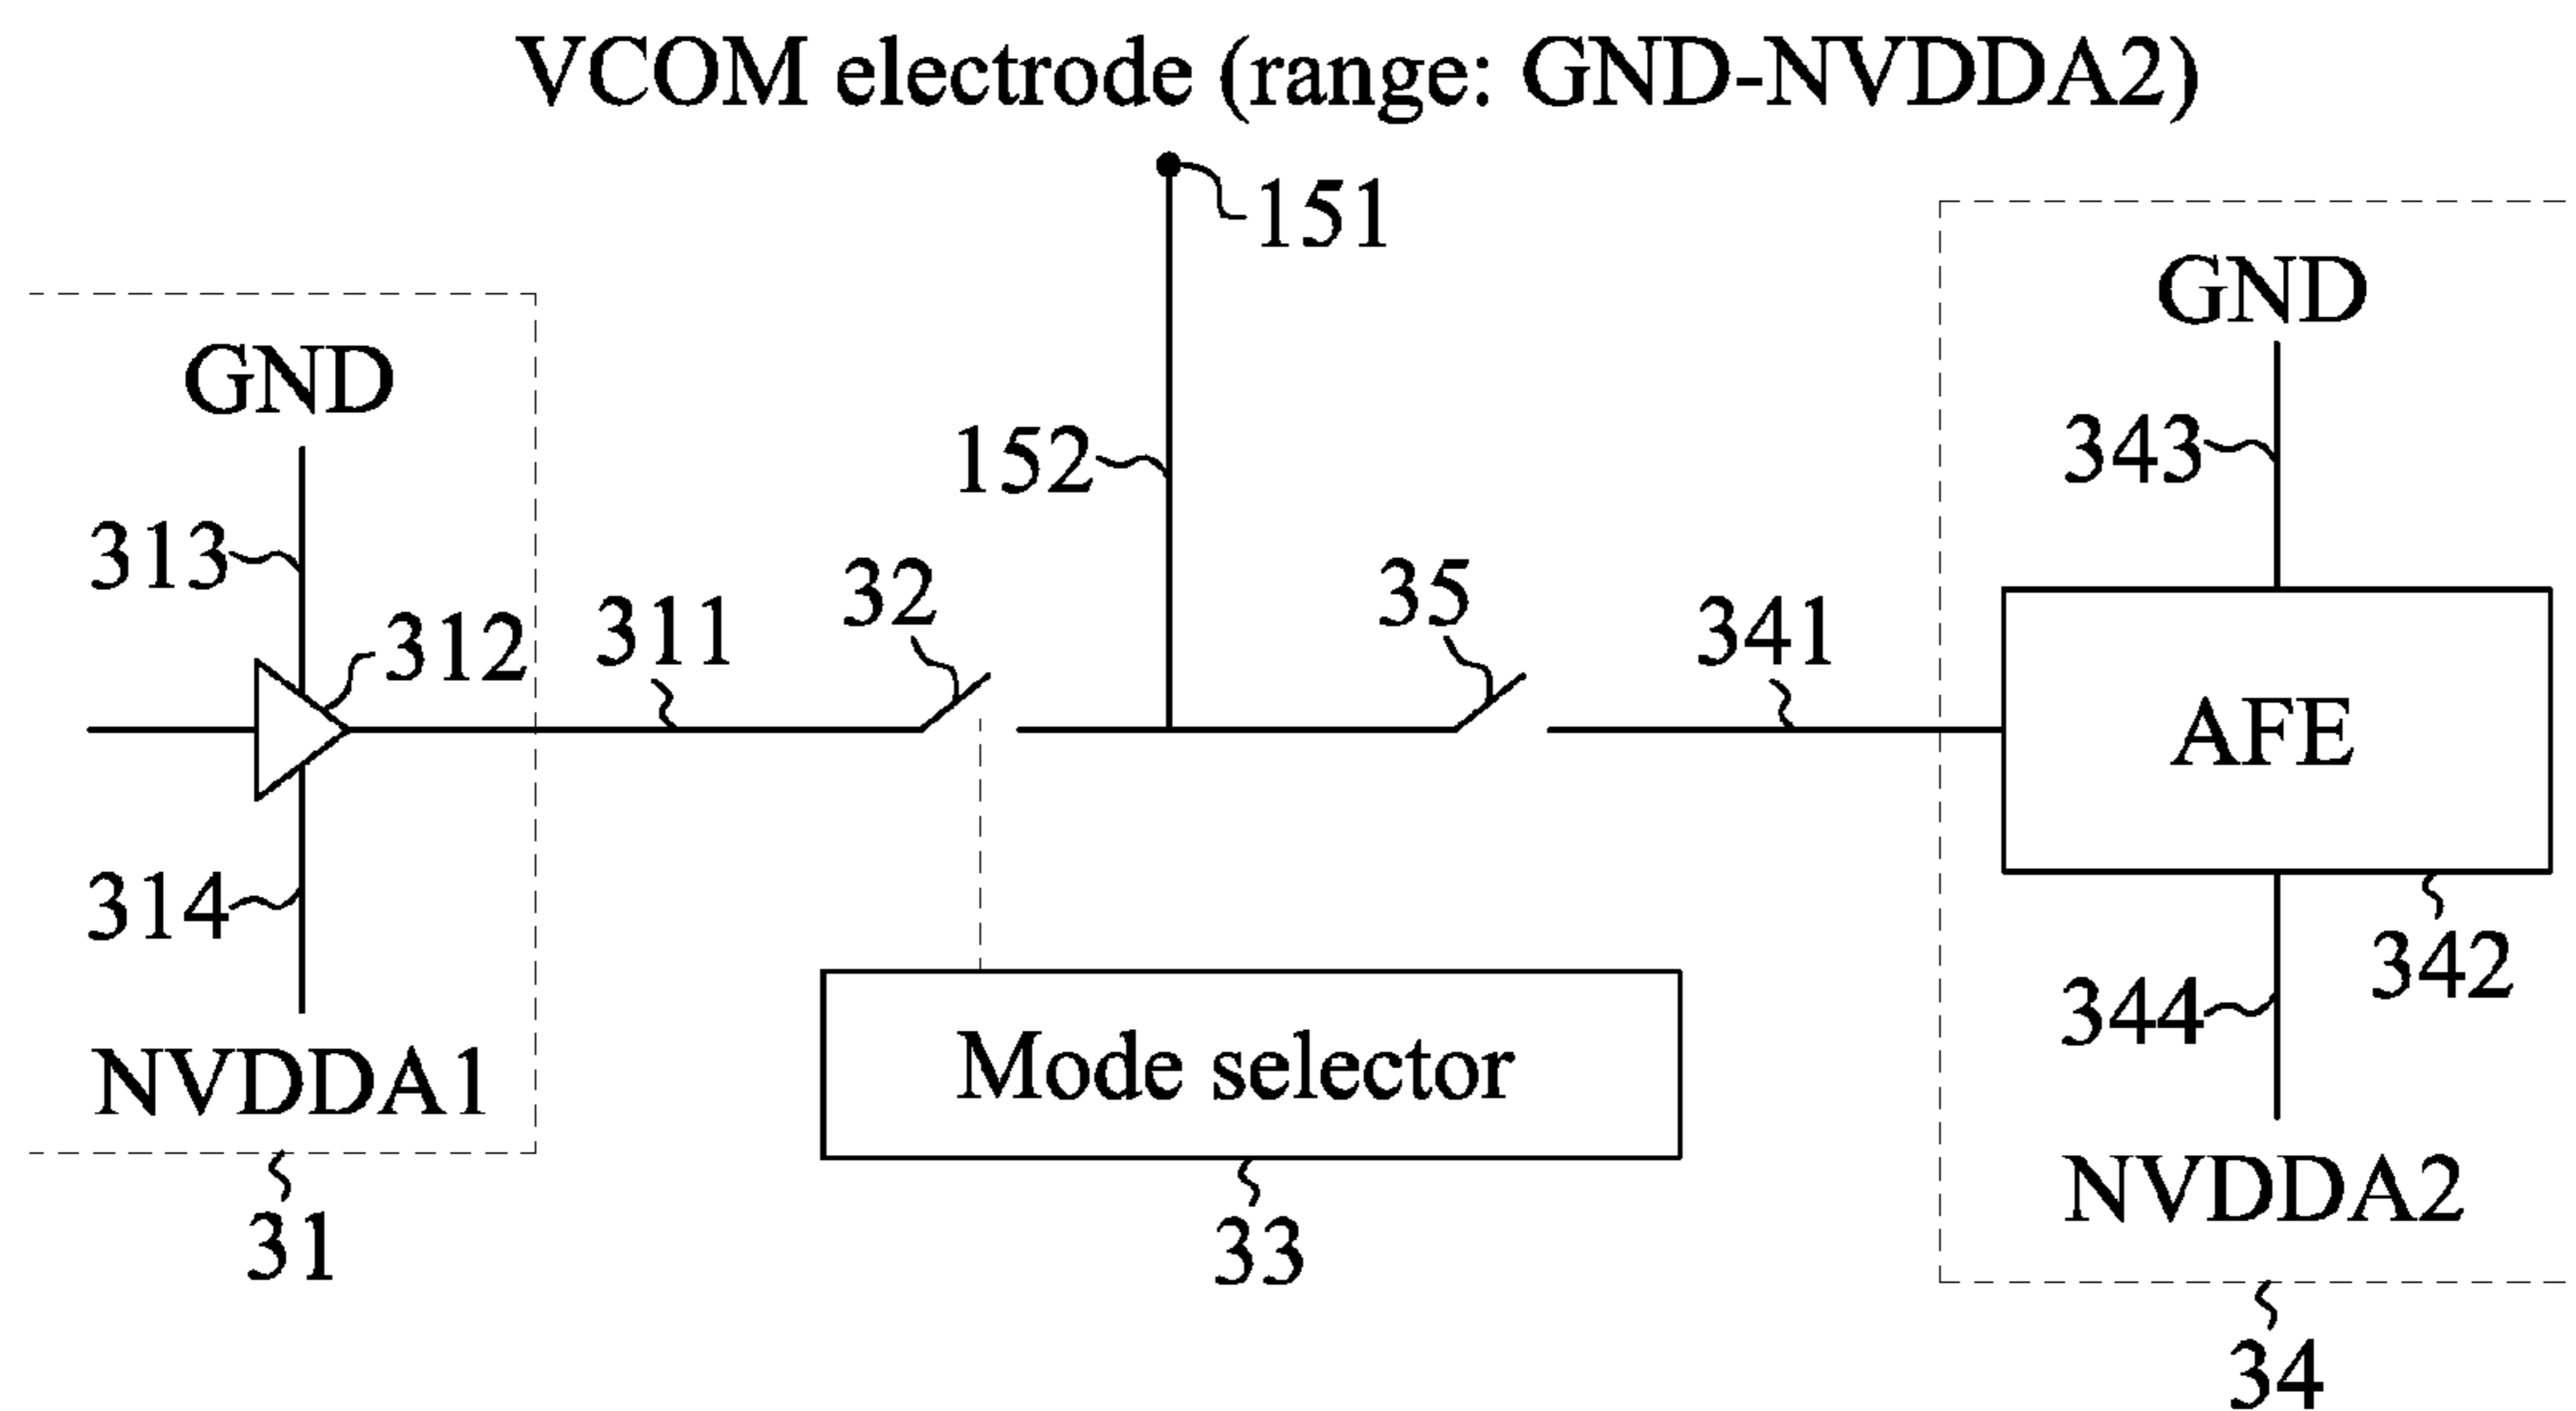 VCOM electrode (range: GND-NVDDA2)
151
GND
GND
343
152
313
32
35
311
341
312
AFE
314
342
344
Mode selector
NVDDA1
NVDDA2
31
33
34